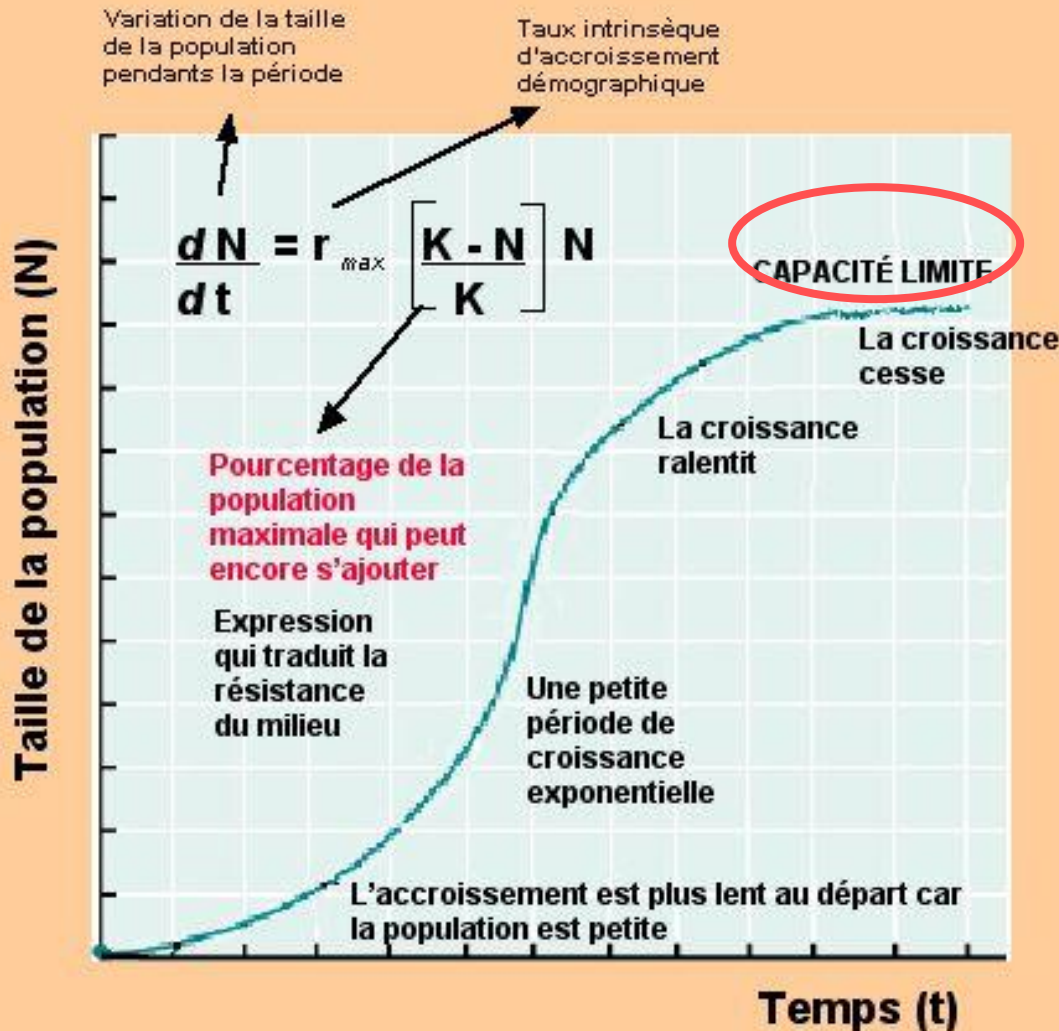 Variation de la taille
de la population
pendants la période
Taux intrinsèque
d'accroissement
démographique
d N = r max [K - N] N
d t K
CAPACITÉ LIMITE
La croissance
cesse
La croissance
ralentit
Pourcentage de la
population
maximale qui peut
encore s'ajouter
Expression
qui traduit la
résistance
du milieu
Une petite
période de
croissance
exponentielle
L'accroissement est plus lent au départ car
la population est petite
Taille de la population (N)
Temps (t)